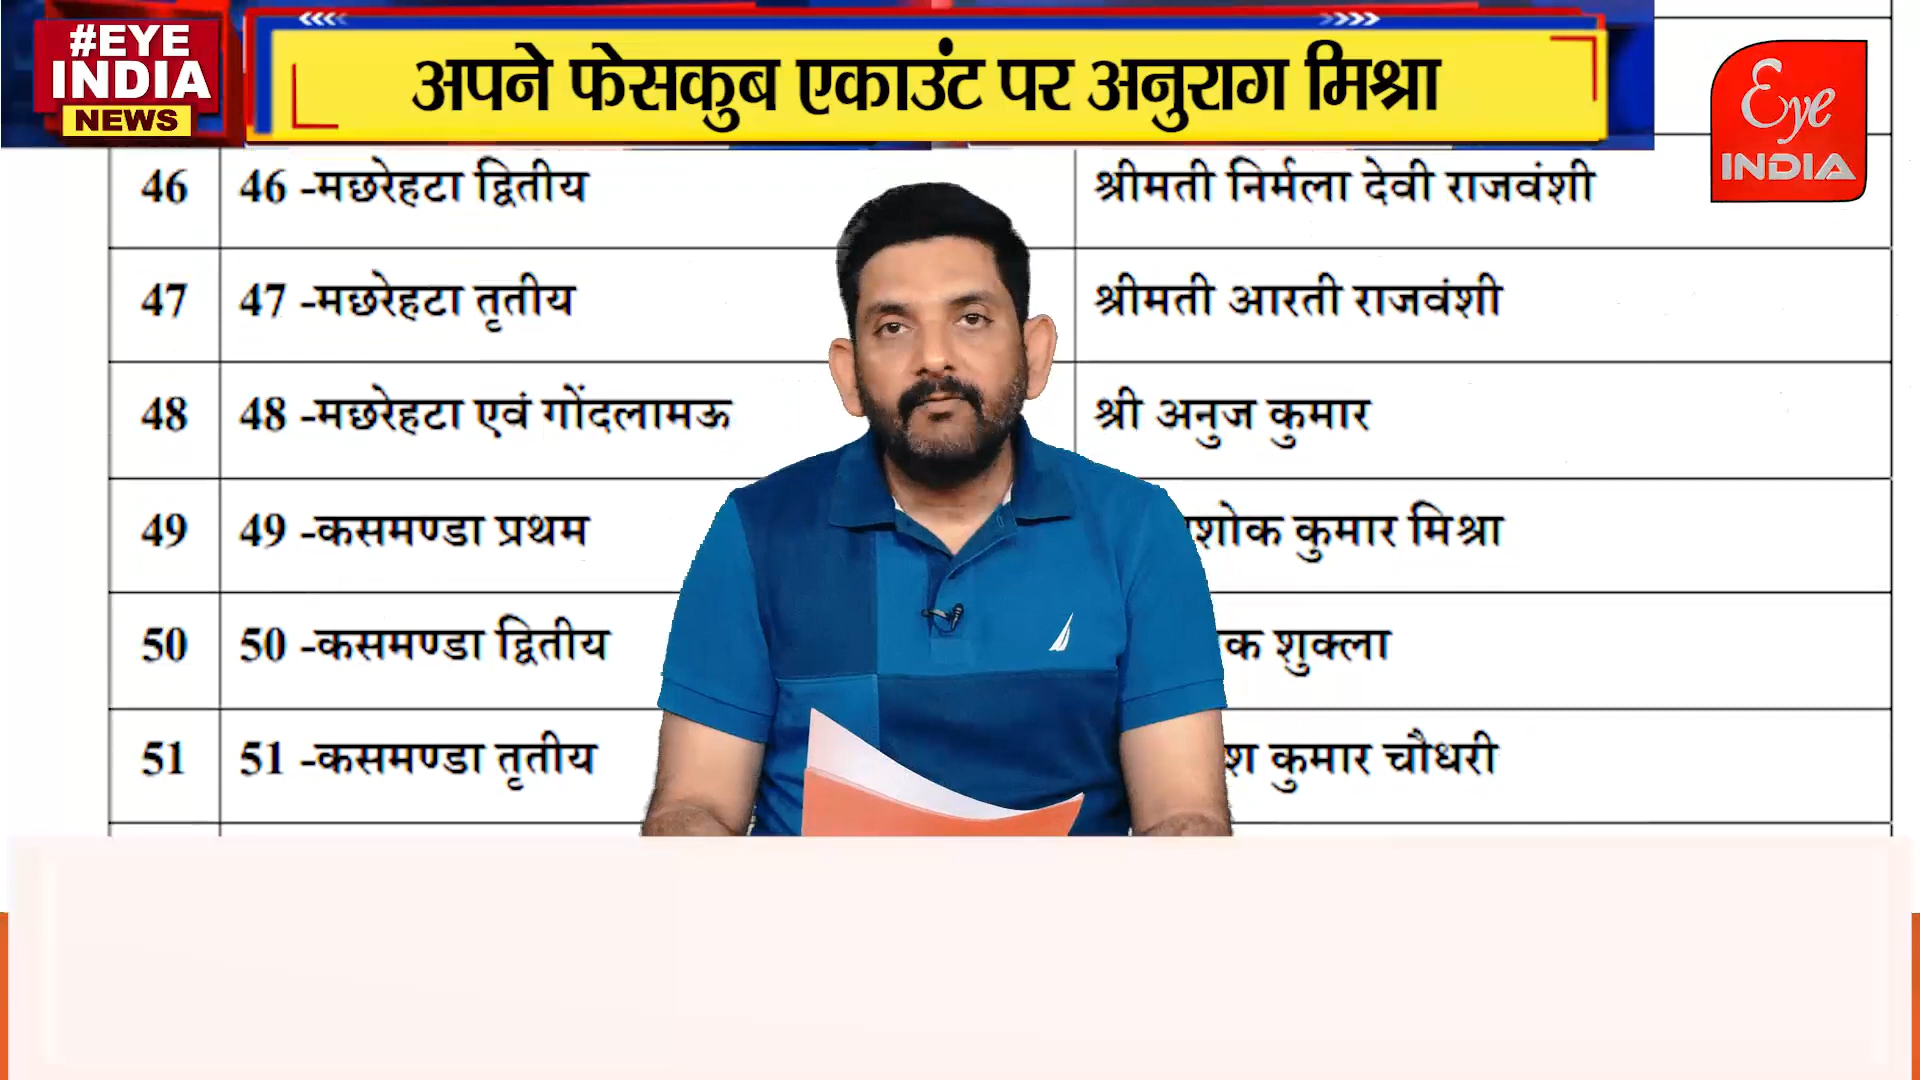 #EYE
INDIA
NEWS
अपने फेसकुब एकाउंट पर अनुराग मिश्रा
Eye
INDIA
46 46 -मछरेहटा द्वितीय श्रीमती निर्मला देवी राजवंशी
47 47 -मछरेहटा तृतीय श्रीमती आरती राजवंशी
48 48 -मछरेहटा एवं गोंदलामऊ श्री अनुज कुमार
49 49 -कसमण्डा प्रथम कुमार मिश्रा
50 50 -कसमण्डा द्वितीय शुक्ला
51 51 -कसमण्डा तृतीय कुमार चौधरी